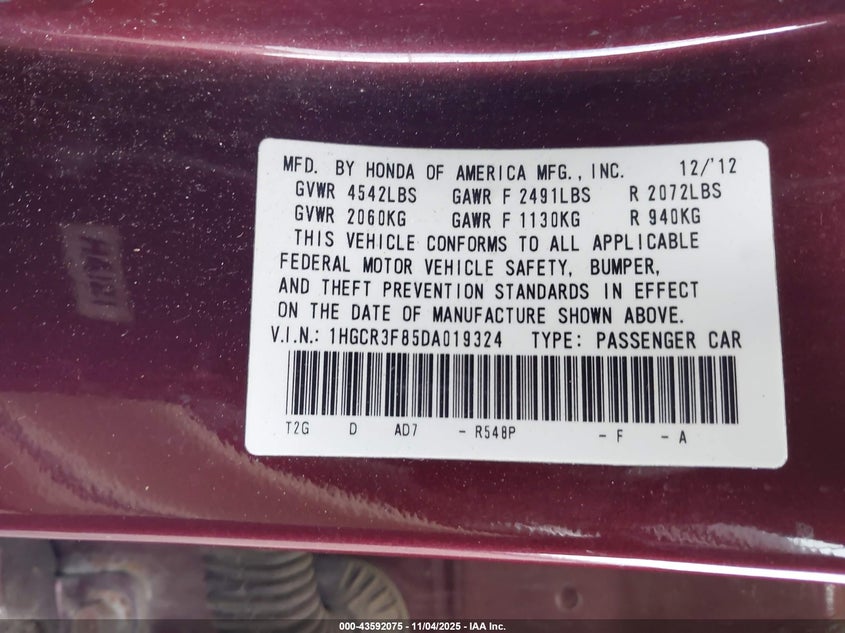 MFD. BY HONDA OF AMERICA MFG., INC. 12/'12
GVWR 4542LBS GAWR F 2491LBS R 2072LBS
GVWR 2060KG GAWR F 1130KG R 940KG
THIS VEHICLE CONFORMS TO ALL APPLICABLE
FEDERAL MOTOR VEHICLE SAFETY, BUMPER,
AND THEFT PREVENTION STANDARDS IN EFFECT
ON THE DATE OF MANUFACTURE SHOWN ABOVE.
V.I.N.: 1HGCR3F85DA019324 TYPE: PASSENGER CAR
T2G D AD7 - R548P - F - A
000-43592075 - 11/04/2025 - IAA Inc.